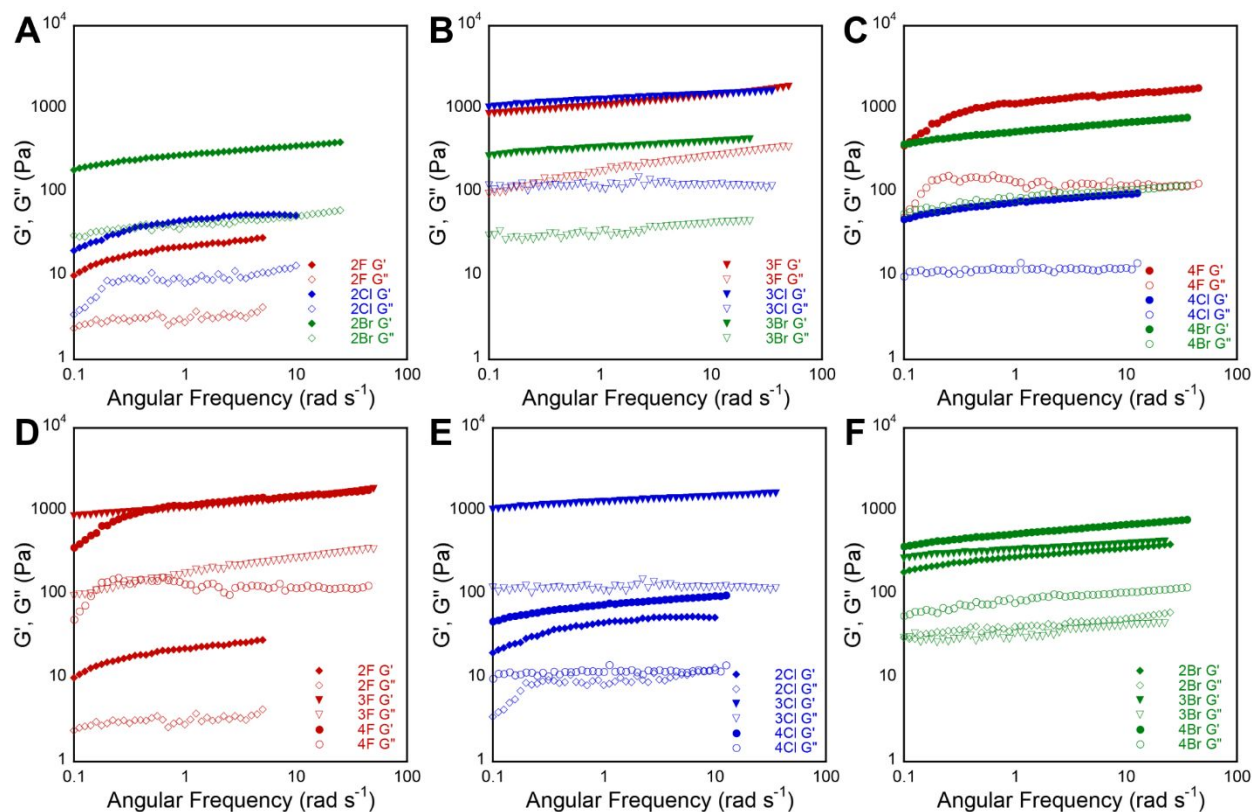 A
G', G" (Pa)
10⁴
1000
100
10
1
0.1 1 10 100
Angular Frequency (rad s⁻¹)
2F G'
2F G"
2Cl G'
2Cl G"
2Br G'
2Br G"
B
10⁴
1000
100
10
1
0.1 1 10 100
Angular Frequency (rad s⁻¹)
3F G'
3F G"
3Cl G'
3Cl G"
3Br G'
3Br G"
C
10⁴
1000
100
10
1
0.1 1 10 100
Angular Frequency (rad s⁻¹)
4F G'
4F G"
4Cl G'
4Cl G"
4Br G'
4Br G"
D
G', G" (Pa)
10⁴
1000
100
10
1
0.1 1 10 100
Angular Frequency (rad s⁻¹)
2F G'
2F G"
3F G'
3F G"
4F G'
4F G"
E
G', G" (Pa)
10⁴
1000
100
10
1
0.1 1 10 100
Angular Frequency (rad s⁻¹)
2Cl G'
2Cl G"
3Cl G'
3Cl G"
4Cl G'
4Cl G"
F
G', G" (Pa)
10⁴
1000
100
10
1
0.1 1 10 100
Angular Frequency (rad s⁻¹)
2Br G'
2Br G"
3Br G'
3Br G"
4Br G'
4Br G"